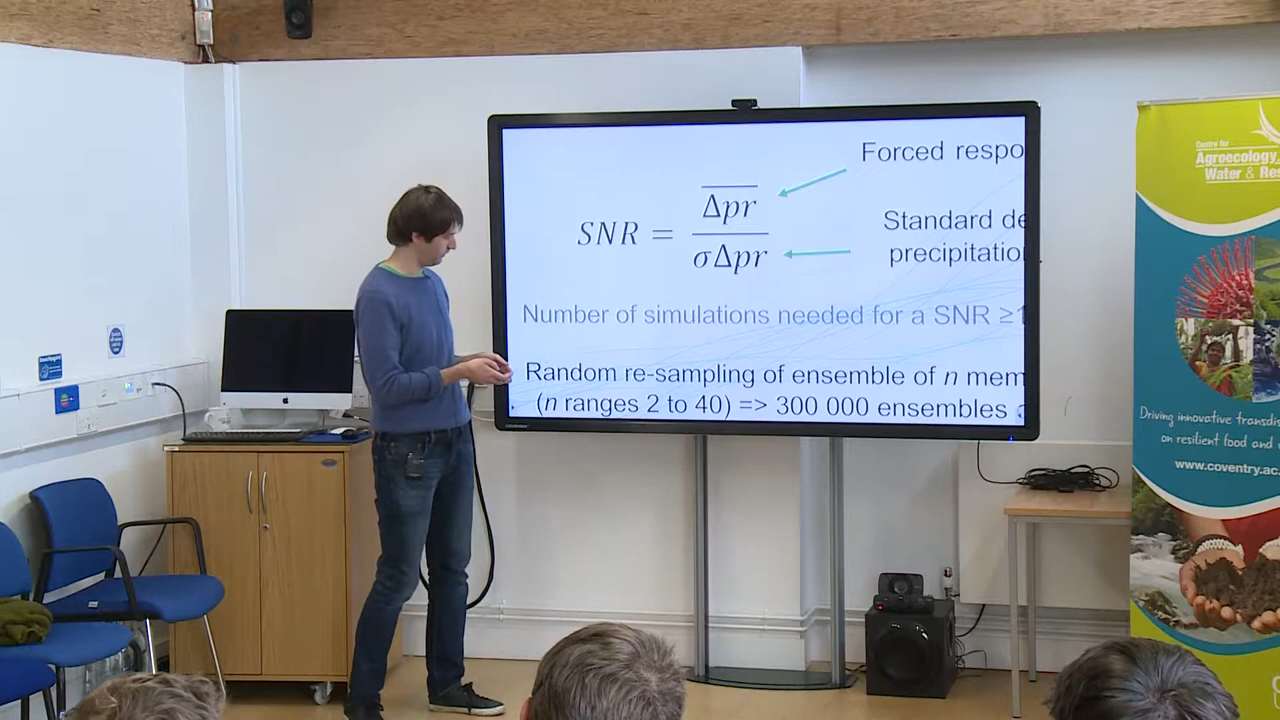 Forced respo
Δpr
SNR =
σΔpr
Standard de
precipitation
Number of simulations needed for a SNR ≥1
Random re-sampling of ensemble of n mem
(n ranges 2 to 40) => 300 000 ensembles
Centre for
Agroecology,
Water & Res
Driving innovative transdis
on resilient food and
www.coventry.ac.